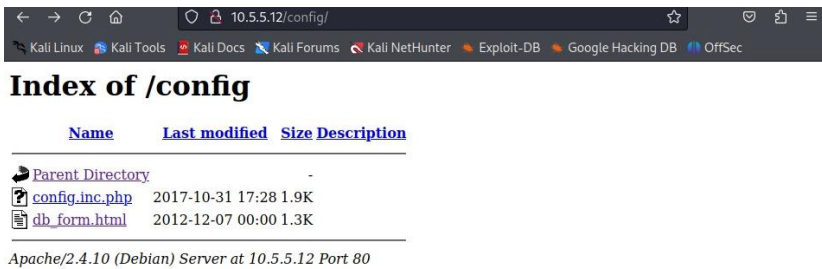 10.5.5.12/config/
Kali Linux Kali Tools Kali Docs Kali Forums Kali NetHunter Exploit-DB Google Hacking DB OffSec
Index of /config
Name Last modified Size Description
Parent Directory -
config.inc.php 2017-10-31 17:28 1.9K
db_form.html 2012-12-07 00:00 1.3K
Apache/2.4.10 (Debian) Server at 10.5.5.12 Port 80